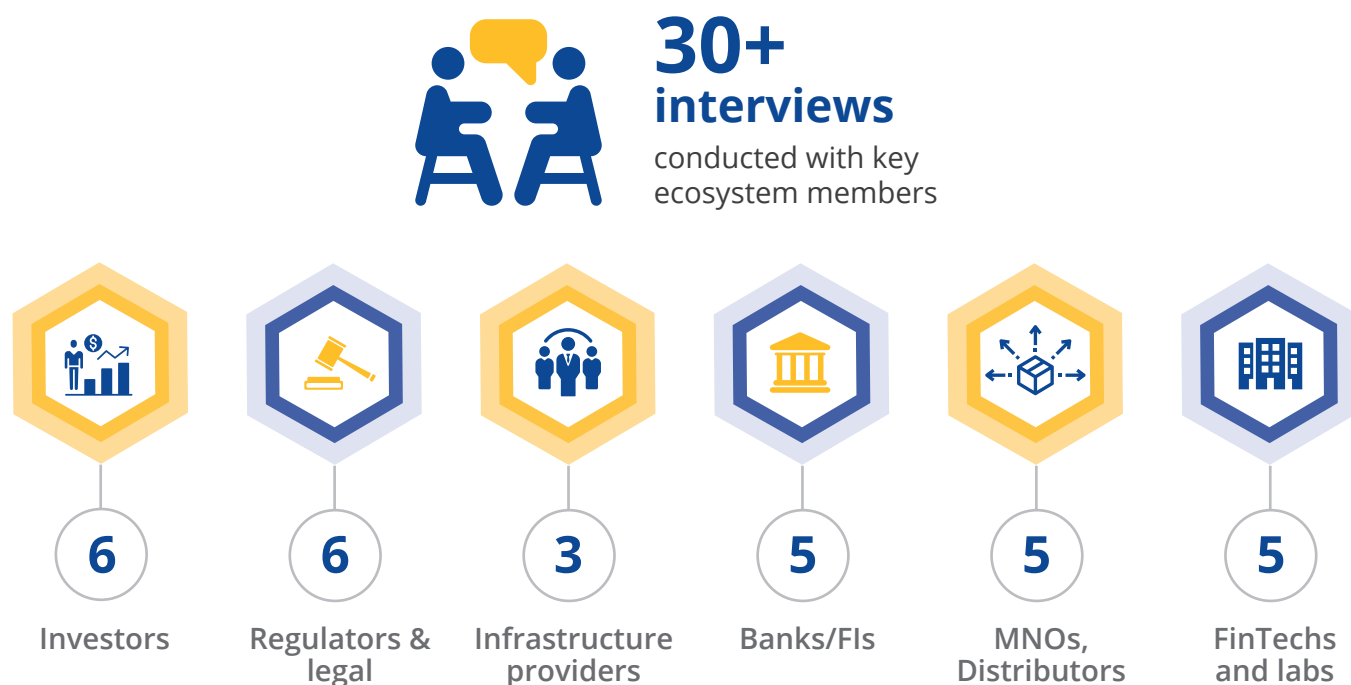 30+
interviews
conducted with key
ecosystem members
$
6
6
3
5
5
5
Investors
Regulators &
legal
Infrastructure
providers
Banks/FIs
MNOs,
Distributors
FinTechs
and labs